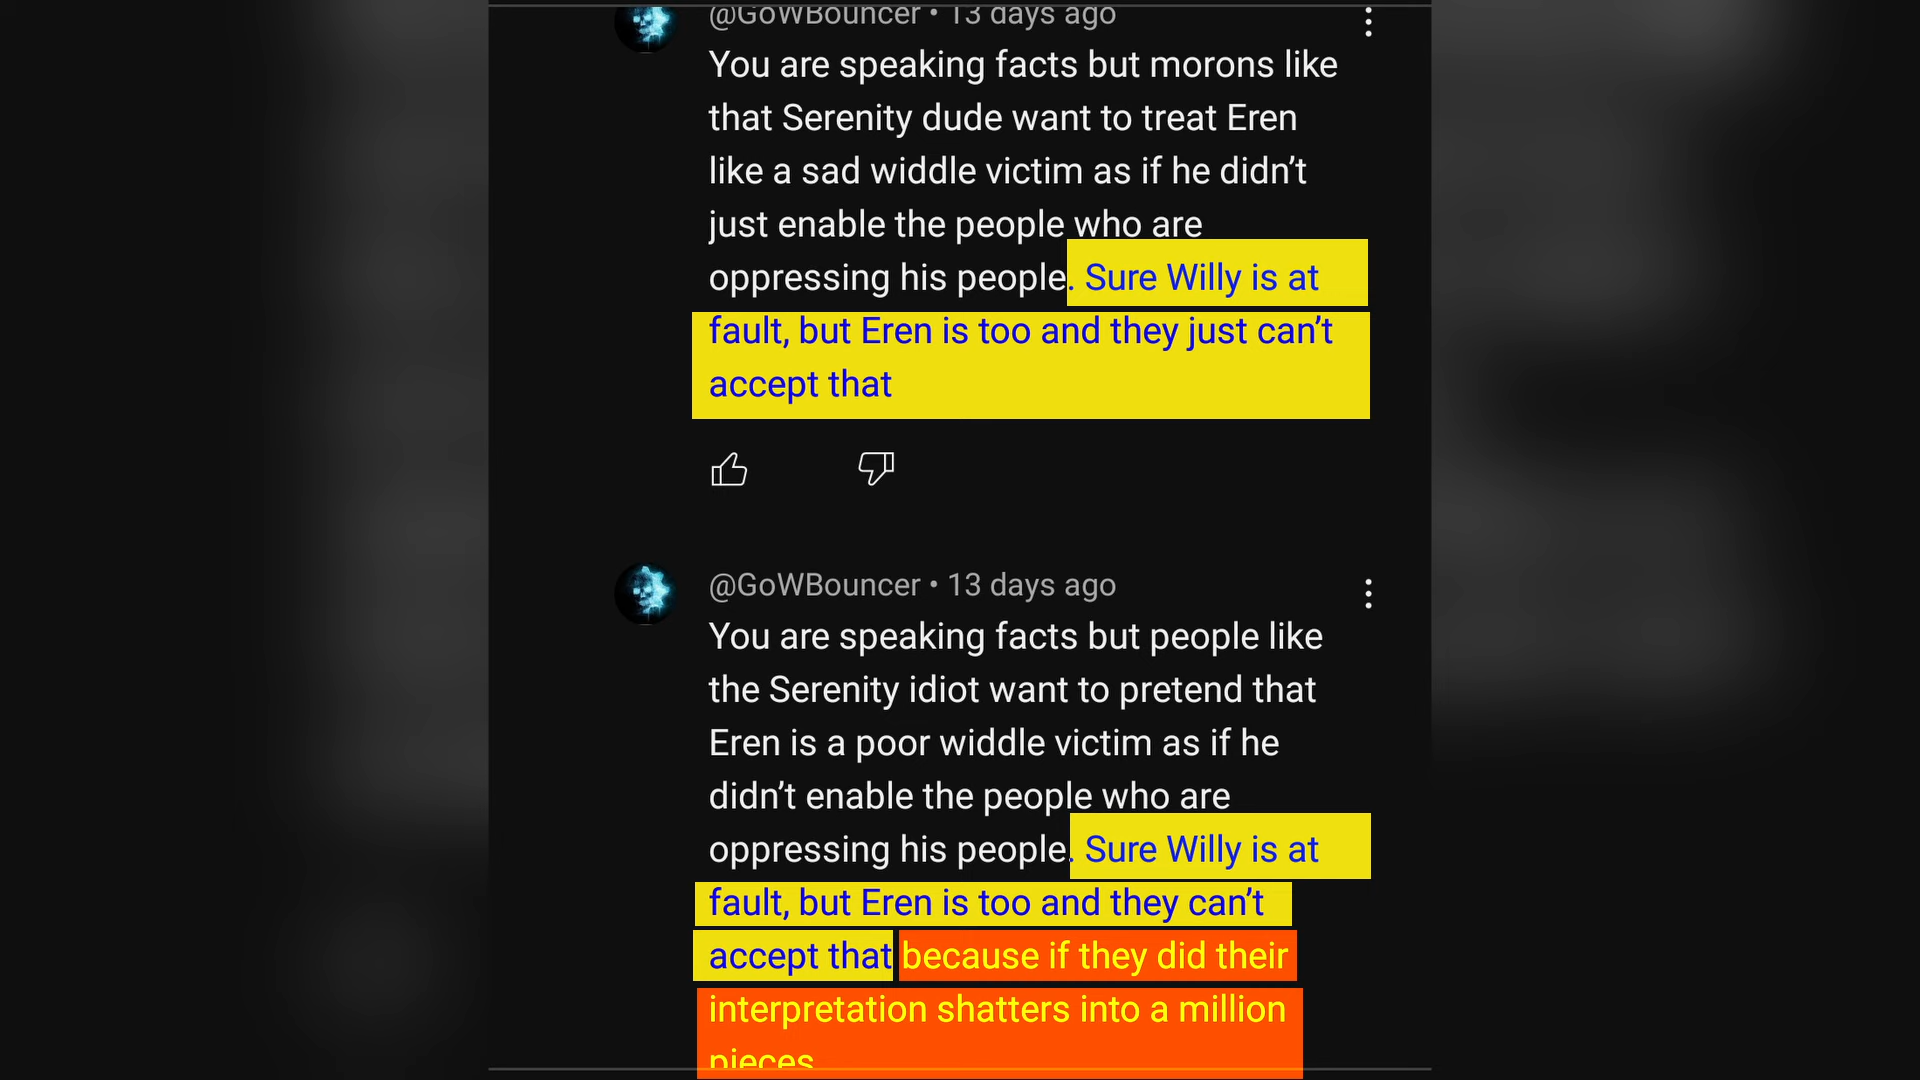 @GoWBouncer • 13 days ago
You are speaking facts but morons like
that Serenity dude want to treat Eren
like a sad widdle victim as if he didn’t
just enable the people who are
oppressing his people. Sure Willy is at
fault, but Eren is too and they just can’t
accept that
@GoWBouncer • 13 days ago
You are speaking facts but people like
the Serenity idiot want to pretend that
Eren is a poor widdle victim as if he
didn’t enable the people who are
oppressing his people. Sure Willy is at
fault, but Eren is too and they can’t
accept that because if they did their
interpretation shatters into a million
pieces